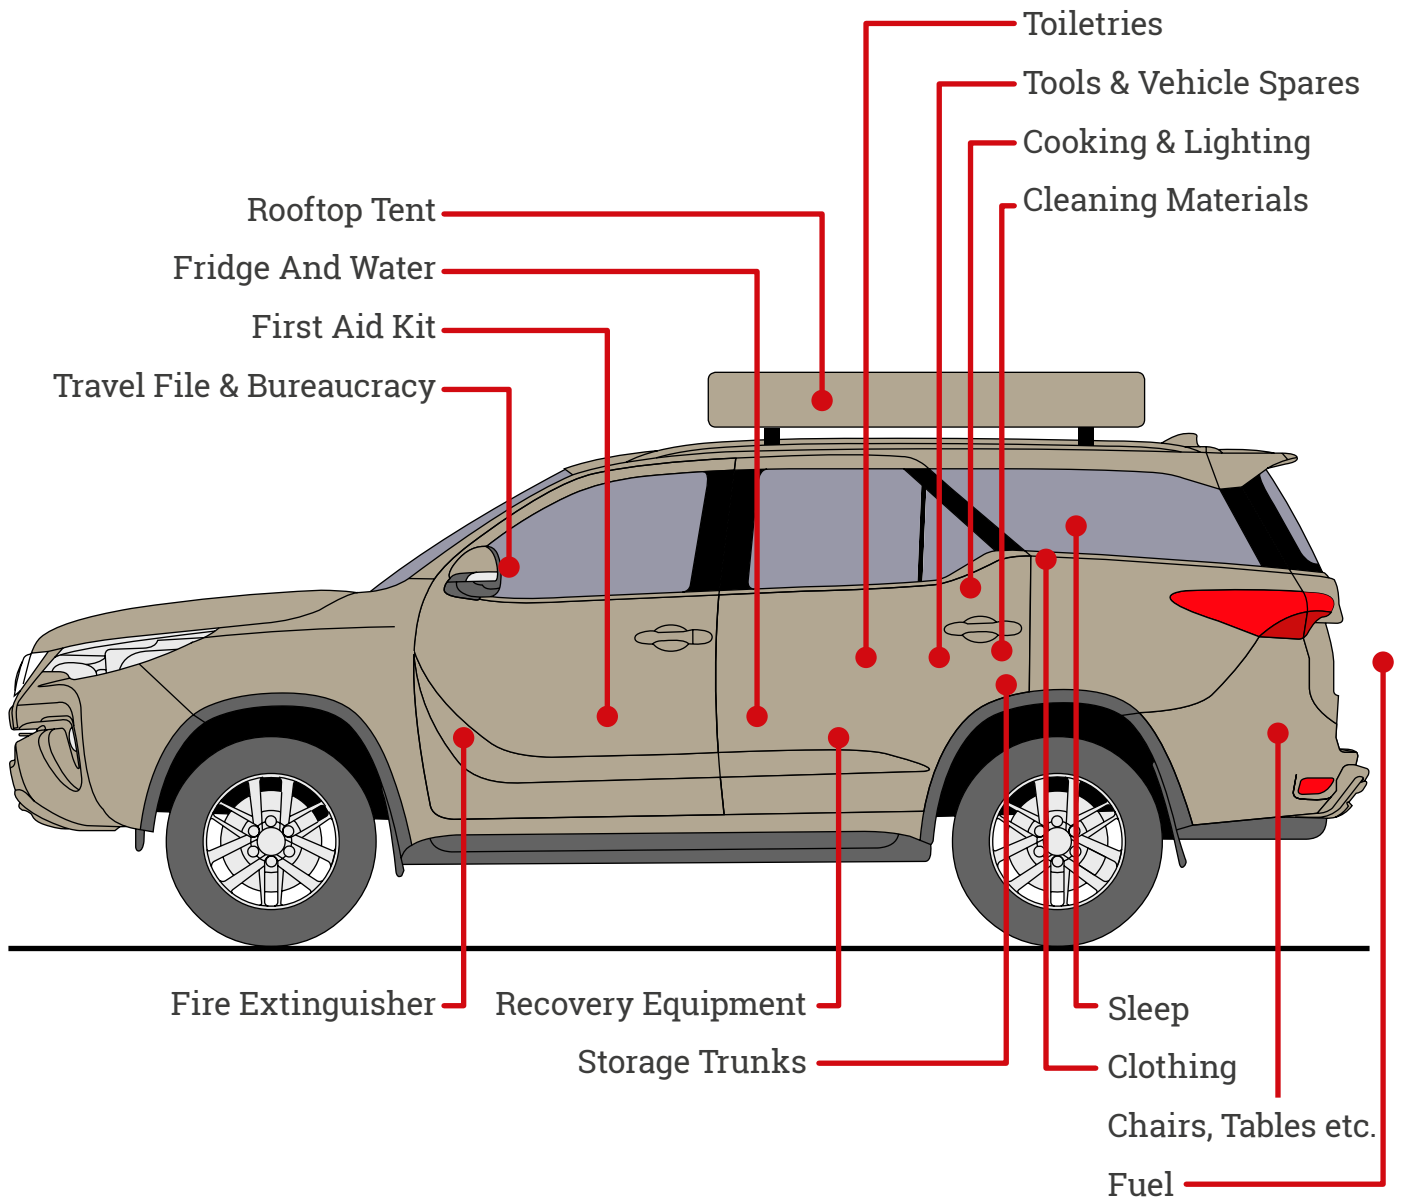 Toiletries
Tools & Vehicle Spares
Cooking & Lighting
Cleaning Materials
Rooftop Tent
Fridge And Water
First Aid Kit
Travel File & Bureaucracy
Fire Extinguisher
Recovery Equipment
Storage Trunks
Sleep
Clothing
Chairs, Tables etc.
Fuel